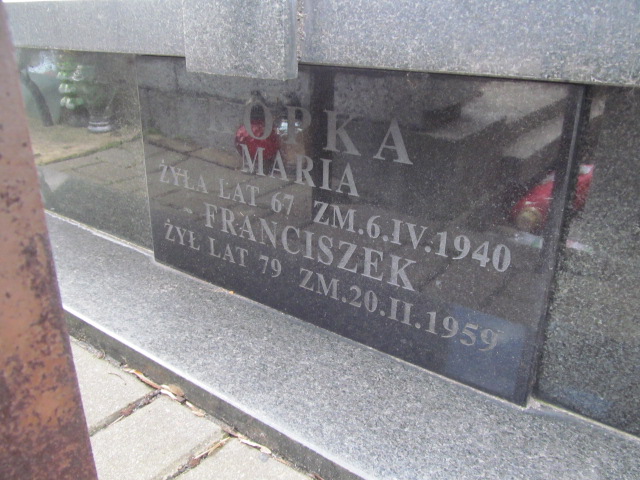 OPKA
MARIA
ŻYŁA LAT 67 ZM.6.IV.1940
FRANCISZEK
ŻYŁ LAT 79 ZM.20.II.1959